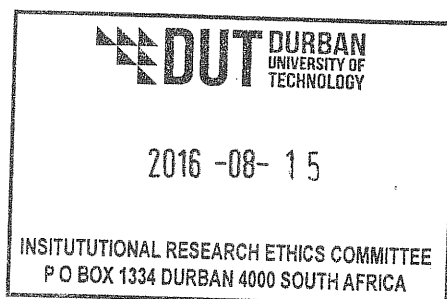 DUT DURBAN
UNIVERSITY OF
TECHNOLOGY
2016 -08- 15
INSITUTUTIONAL RESEARCH ETHICS COMMITTEE
P O BOX 1334 DURBAN 4000 SOUTH AFRICA